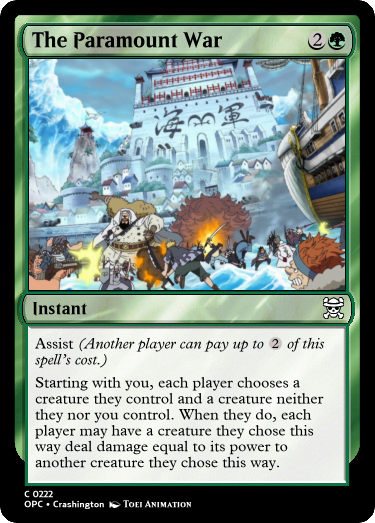 The Paramount War 2
海軍
Instant
Assist (Another player can pay up to 2 of this
spell's cost.)
Starting with you, each player chooses a
creature they control and a creature neither
they nor you control. When they do, each
player may have a creature they chose this
way deal damage equal to its power to
another creature they chose this way.
C 0222
OPC • Crashington TOEI ANIMATION